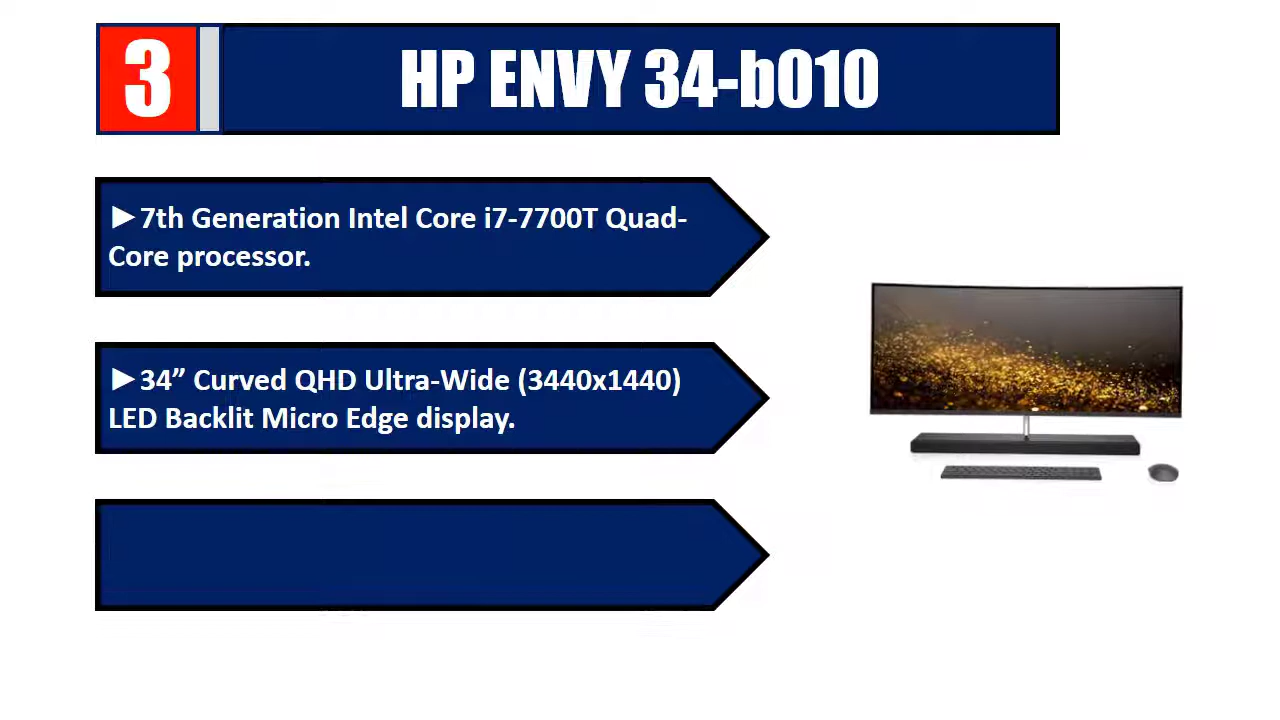 3
HP ENVY 34-b010
►7th Generation Intel Core i7-7700T Quad-
Core processor.
►34” Curved QHD Ultra-Wide (3440x1440)
LED Backlit Micro Edge display.